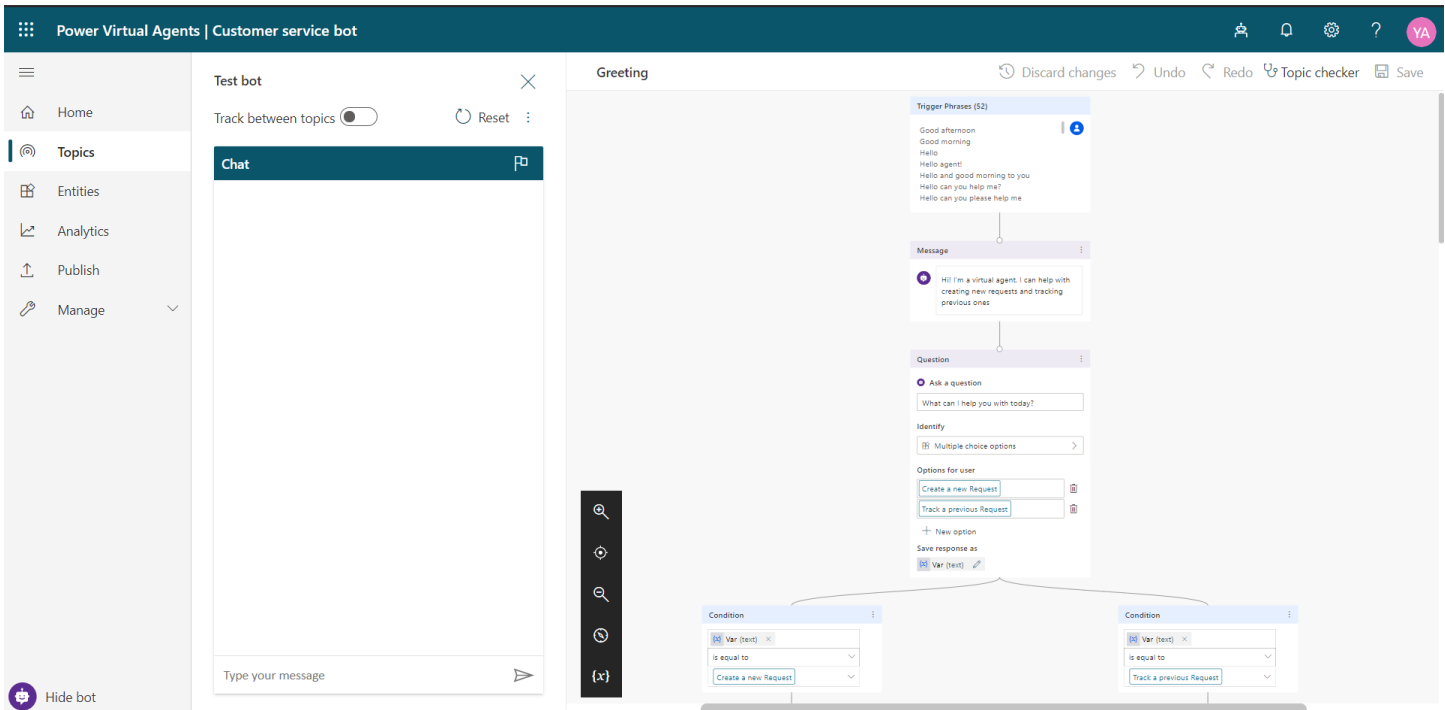 Power Virtual Agents | Customer service bot
YA
Home
Topics
Entities
Analytics
Publish
Manage
Hide bot
Test bot
Track between topics
Reset
Chat
Type your message
Greeting
Discard changes
Undo
Redo
Topic checker
Save
Trigger Phrases (52)
Good afternoon
Good morning
Hello
Hello agent!
Hello and good morning to you
Hello can you help me?
Hello can you please help me
Message
Hi! I'm a virtual agent. I can help with
creating new requests and tracking
previous ones
Question
Ask a question
What can I help you with today?
Identify
Multiple choice options
Options for user
Create a new Request
Track a previous Request
New option
Save response as
{x} Var (text)
{x}
Condition
{x} Var (text)
is equal to
Create a new Request
Condition
{x} Var (text)
is equal to
Track a previous Request